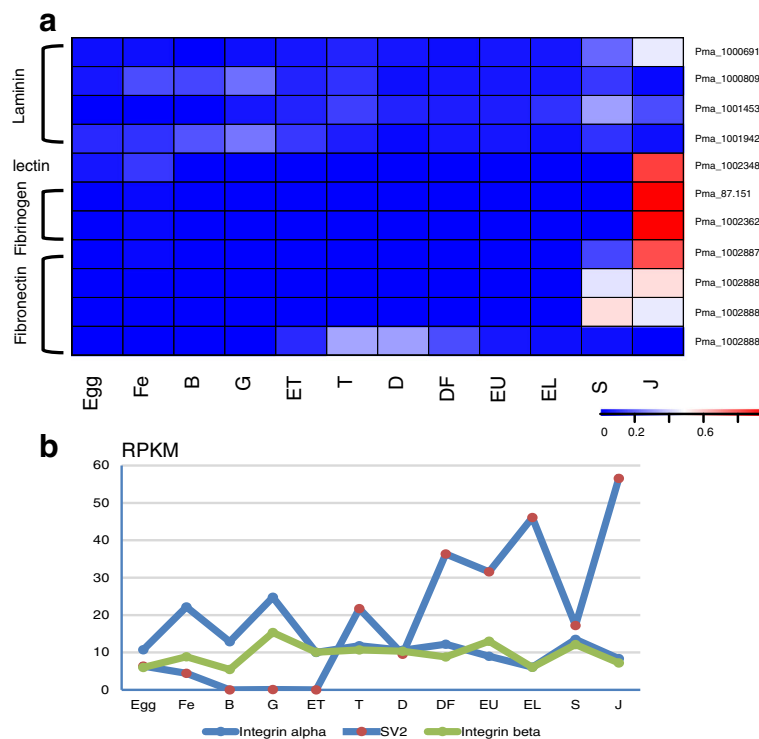 a
Laminin
lectin
Fibrinogen
Fibronectin
Pma_1000691
Pma_1000809
Pma_1001453
Pma_1001942
Pma_1002348
Pma_87.151
Pma_1002362
Pma_1002887
Pma_1002888
Pma_1002888
Pma_1002888
Egg Fe B G ET T D DF EU EL S J
0 0.2 0.6
b
RPKM
60
50
40
30
20
10
0
Egg Fe B G ET T D DF EU EL S J
Integrin alpha SV2 Integrin beta